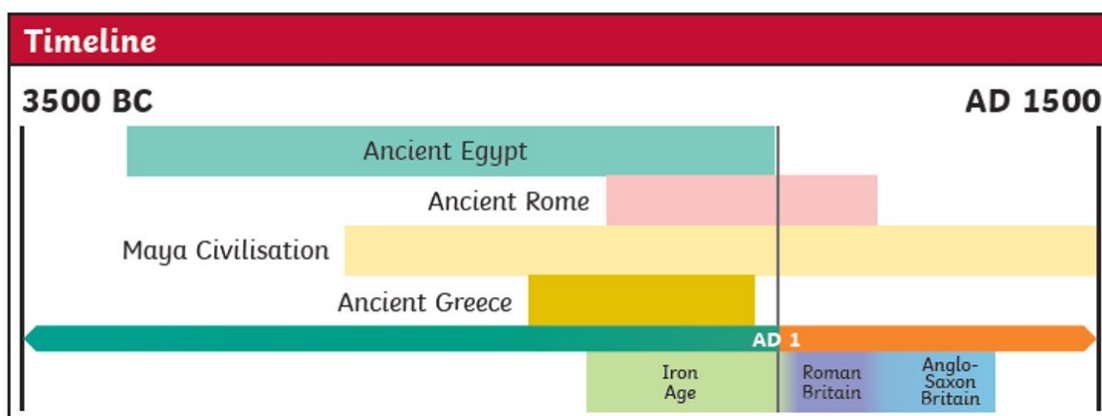 Timeline
3500 BC
AD 1500
Ancient Egypt
Ancient Rome
Maya Civilisation
Ancient Greece
AD 1
Iron
Age
Roman
Britain
Anglo-
Saxon
Britain